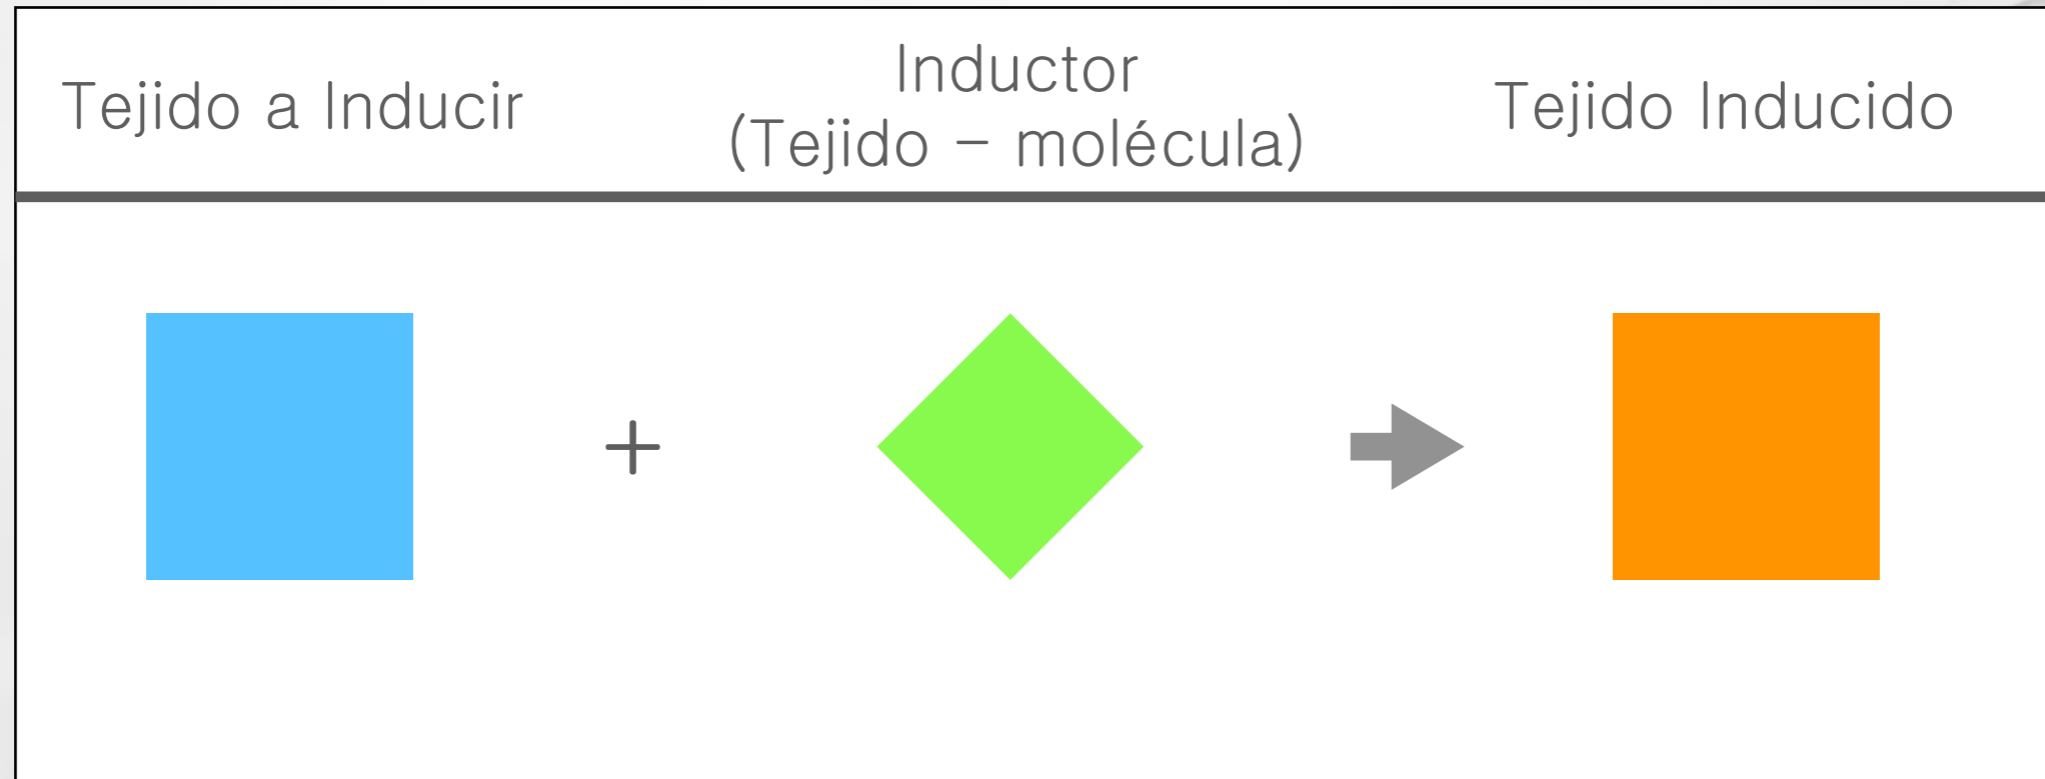 Tejido a Inducir
Inductor
(Tejido – molécula)
Tejido Inducido
+